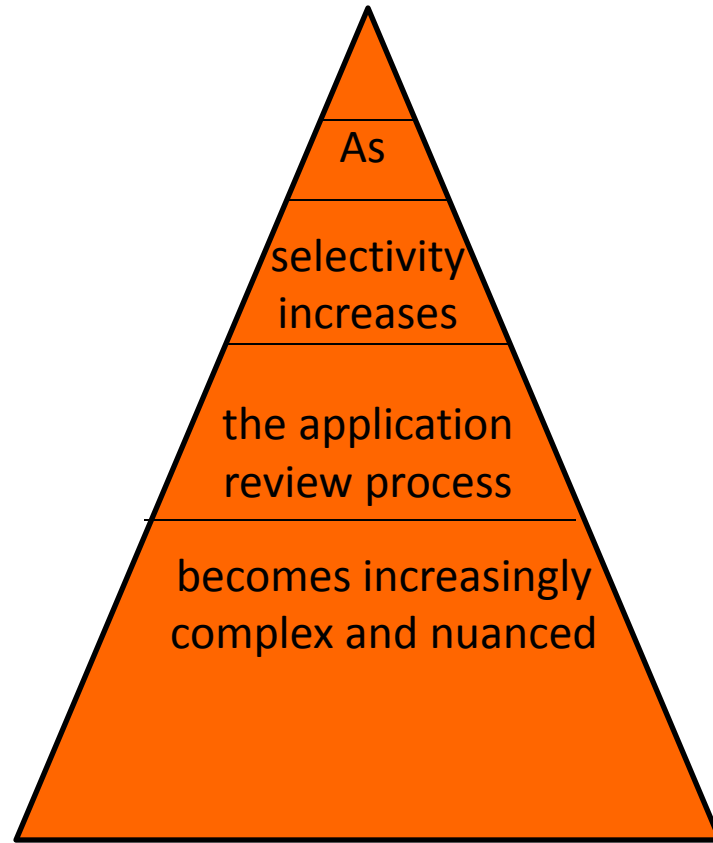 As
selectivity
increases
the application
review process
becomes increasingly
complex and nuanced